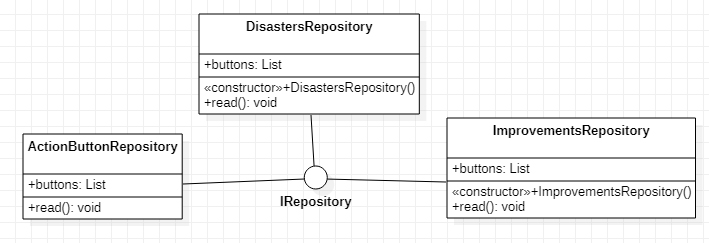 DisastersRepository
+buttons: List
«constructor»+DisastersRepository()
+read(): void
ActionButtonRepository
+buttons: List
+read(): void
ImprovementsRepository
+buttons: List
«constructor»+ImprovementsRepository()
+read(): void
IRepository